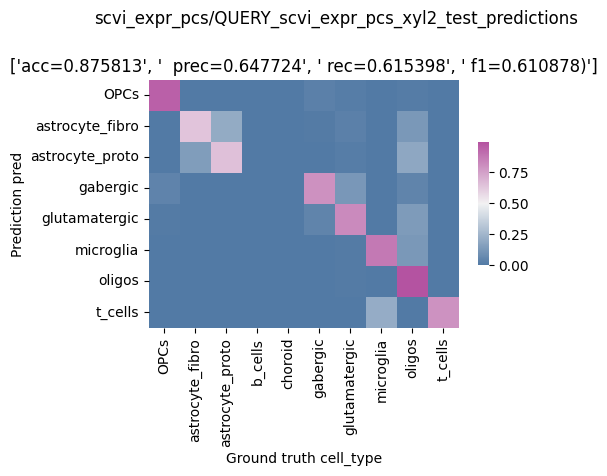 scvi_expr_pcs/QUERY_scvi_expr_pcs_xyl2_test_predictions
['acc=0.875813', '  prec=0.647724', ' rec=0.615398', ' f1=0.610878)']
OPCs
astrocyte_fibro
astrocyte_proto
gabergic
glutamatergic
microglia
oligos
t_cells
Prediction pred
0.75
0.50
0.25
0.00
OPCs
astrocyte_fibro
astrocyte_proto
b_cells
choroid
gabergic
glutamatergic
microglia
oligos
t_cells
Ground truth cell_type